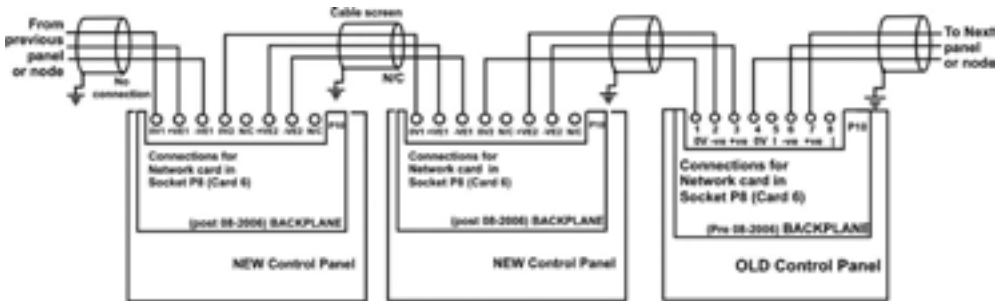 From
previous
panel
or node
No
connection
Cable screen
N/C
To Next
panel
or node
0V1 +VE1 -VE1 0V2 N/C +VE2 -VE2 N/C P10
Connections for
Network card in
Socket P8 (Card 6)
(post 08-2006) BACKPLANE
NEW Control Panel
0V1 +VE1 -VE1 0V2 N/C +VE2 -VE2 N/C P10
Connections for
Network card in
Socket P8 (Card 6)
(post 08-2006) BACKPLANE
NEW Control Panel
1 2 3 4 5 6 7 8 P10
0V -ve +ve 0V | -ve +ve |
Connections for
Network card in
Socket P8 (Card 6)
(Pre 08-2006) BACKPLANE
OLD Control Panel